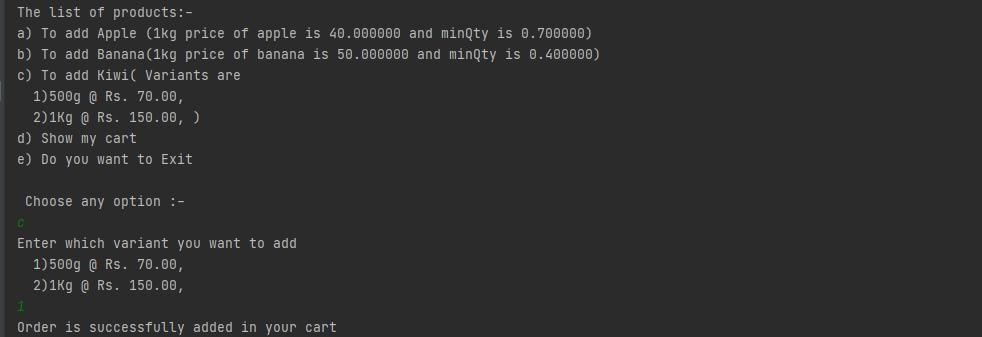 The list of products:-
a) To add Apple (1kg price of apple is 40.000000 and minQty is 0.700000)
b) To add Banana(1kg price of banana is 50.000000 and minQty is 0.400000)
c) To add Kiwi( Variants are
1)500g @ Rs. 70.00,
2)1Kg @ Rs. 150.00, )
d) Show my cart
e) Do you want to Exit
Choose any option :-
c
Enter which variant you want to add
1)500g @ Rs. 70.00,
2)1Kg @ Rs. 150.00,
1
Order is successfully added in your cart